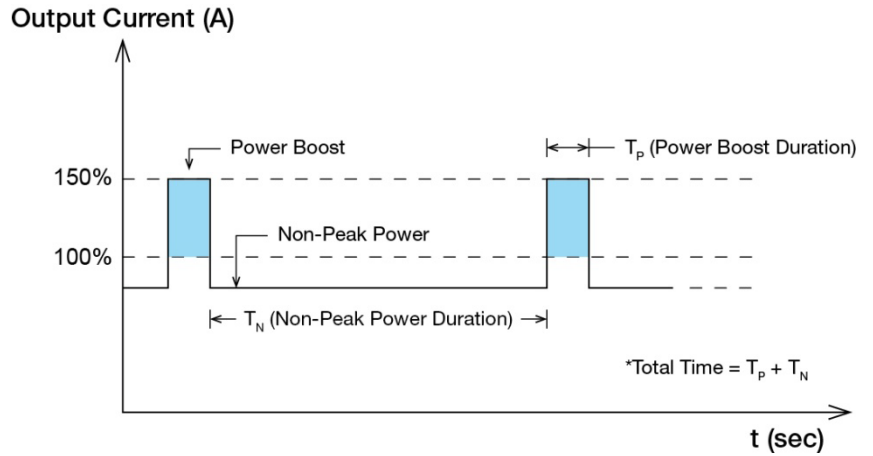 Output Current (A)
Power Boost
T_P (Power Boost Duration)
150%
Non-Peak Power
100%
T_N (Non-Peak Power Duration)
*Total Time = T_P + T_N
t (sec)